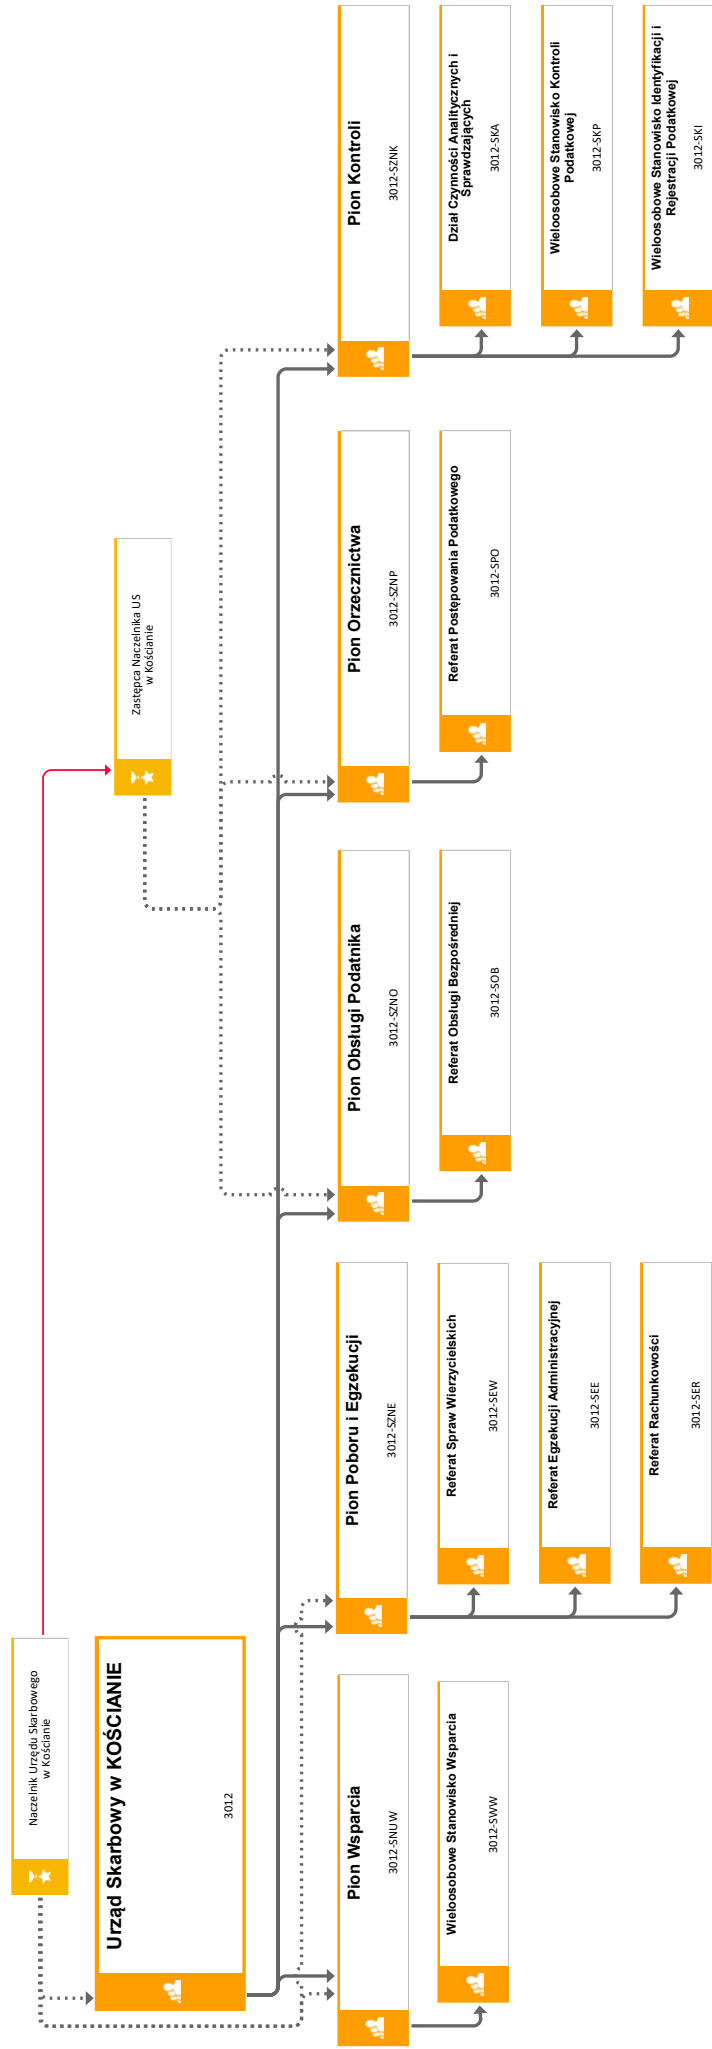 Naczelnik Urzędu Skarbowego
w Kościanie
Zastępca Naczelnika US
w Kościanie
Urząd Skarbowy w KOŚCIANIE
3012
Pion Wsparcia
3012-SNUW
Wieloosobowe Stanowisko Wsparcia
3012-SWW
Pion Poboru i Egzekucji
3012-SZNE
Referat Spraw Wierzycielskich
3012-SEW
Referat Egzekucji Administracyjnej
3012-SEE
Referat Rachunkowości
3012-SER
Pion Obsługi Podatnika
3012-SZNO
Referat Obsługi Bezpośredniej
3012-SOB
Pion Orzecznictwa
3012-SZNP
Referat Postępowania Podatkowego
3012-SPO
Pion Kontroli
3012-SZNK
Dział Czynności Analitycznych i
Sprawdzających
3012-SKA
Wieloosobowe Stanowisko Kontroli
Podatkowej
3012-SKP
Wieloosobowe Stanowisko Identyfikacji i
Rejestracji Podatkowej
3012-SKI